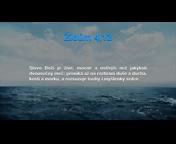 Židům 4:12
Slovo Boží je živé, mocné a ostřejší než jakýkoli
dvousečný meč; proniká až na rozhraní duše a ducha,
kostí a morku, a rozsuzuje touhy i myšlenky srdce.